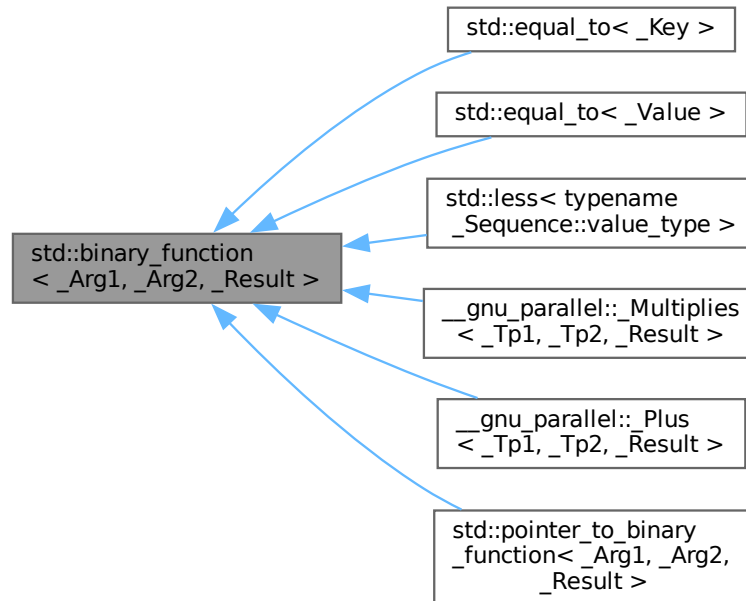 std::equal_to< _Key >
std::equal_to< _Value >
std::less< typename
_Sequence::value_type >
std::binary_function
< _Arg1, _Arg2, _Result >
__gnu_parallel::_Multiplies
< _Tp1, _Tp2, _Result >
__gnu_parallel::_Plus
< _Tp1, _Tp2, _Result >
std::pointer_to_binary
_function< _Arg1, _Arg2,
_Result >